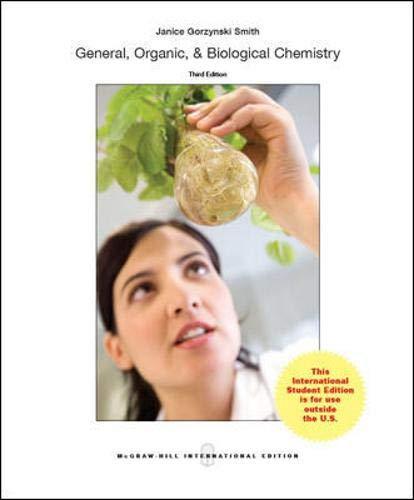 Janice Gorzynski Smith
General, Organic, & Biological Chemistry
Third Edition
This
International
Student Edition
is for use
outside
the U.S.
McGRAW-HILL INTERNATIONAL EDITION